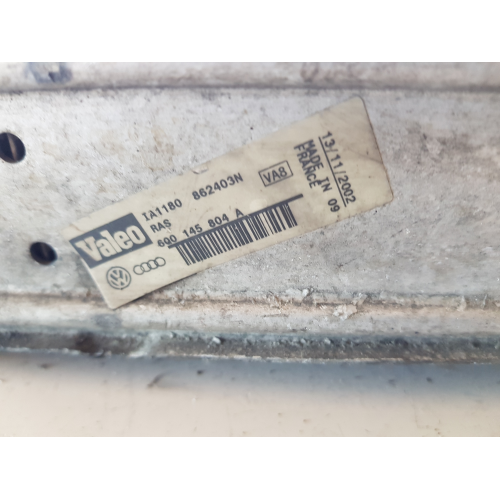 Valeo
IA1180 862403N
RAS
6Q0 145 804 A
VA8
13/11/2002
MADE IN 09
FRANCE